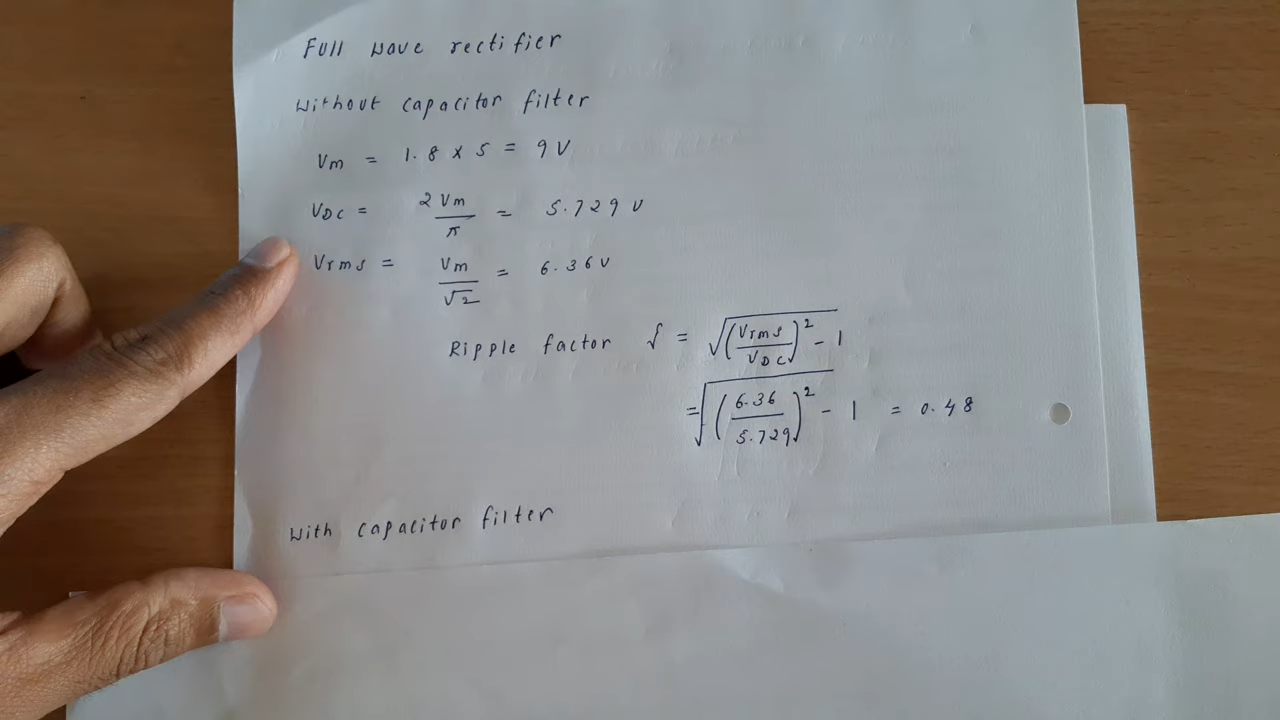 Full wave rectifier
Without capacitor filter
Vm = 1.8 x 5 = 9V
VDC = 2Vm/π = 5.729 V
Vrms = Vm/√2 = 6.36V
Ripple factor γ = √((Vrms/VDC)² - 1)
= √((6.36/5.729)² - 1) = 0.48
With capacitor filter